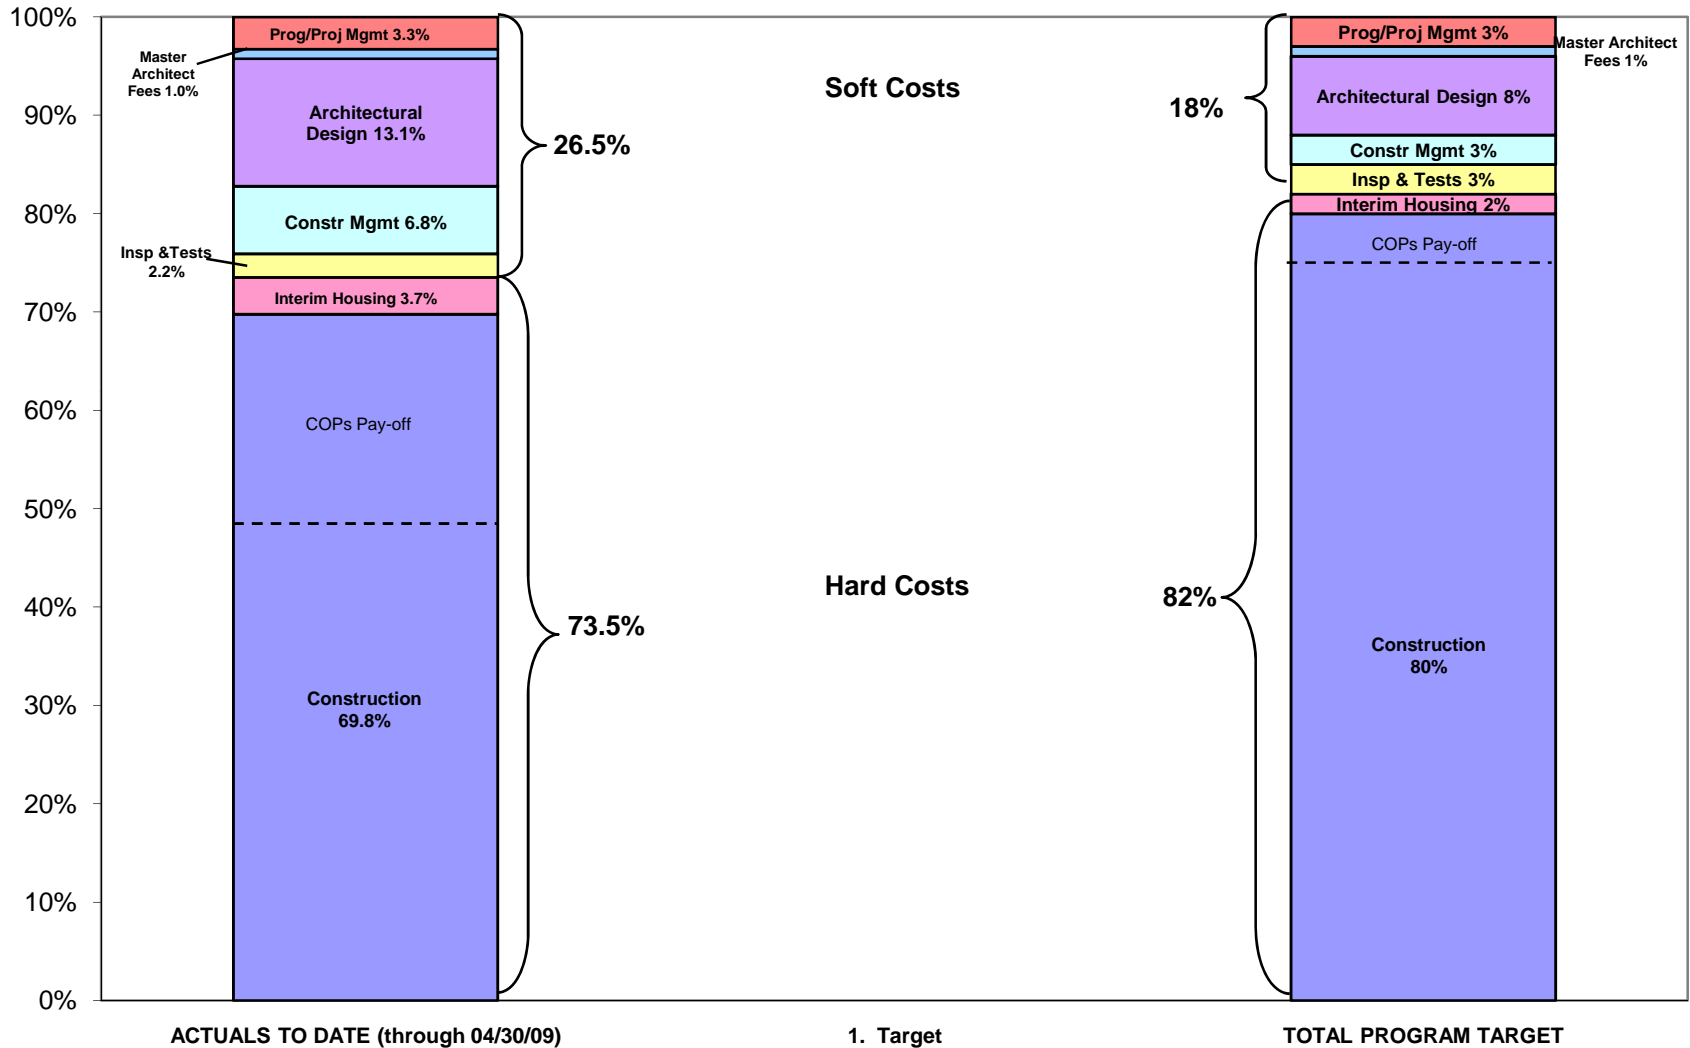 100%
90%
80%
70%
60%
50%
40%
30%
20%
10%
0%
Prog/Proj Mgmt 3.3%
Master
Architect
Fees 1.0%
Architectural
Design 13.1%
Constr Mgmt 6.8%
Insp &Tests
2.2%
Interim Housing 3.7%
COPs Pay-off
Construction
69.8%
26.5%
73.5%
Soft Costs
Hard Costs
18%
82%
Prog/Proj Mgmt 3%
Master Architect
Fees 1%
Architectural Design 8%
Constr Mgmt 3%
Insp & Tests 3%
Interim Housing 2%
COPs Pay-off
Construction
80%
ACTUALS TO DATE (through 04/30/09)
1. Target
TOTAL PROGRAM TARGET